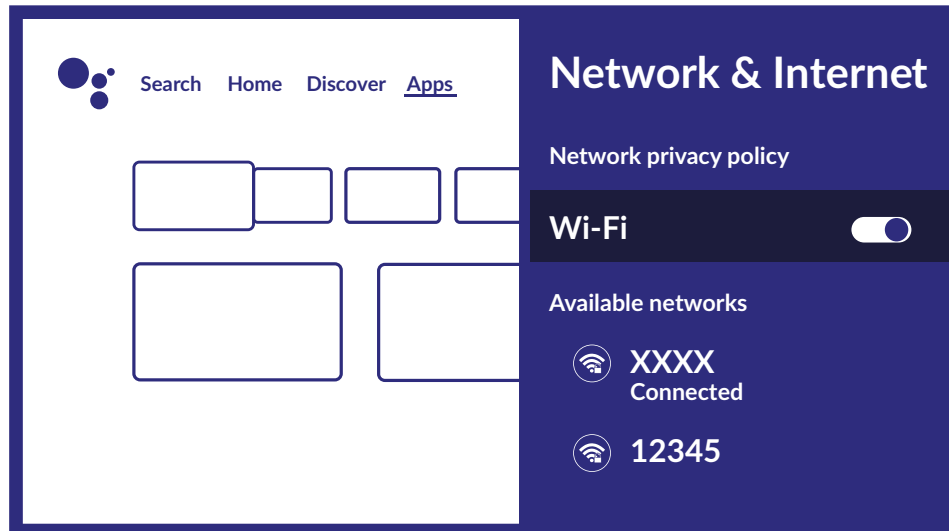 Search Home Discover Apps
Network & Internet
Network privacy policy
Wi-Fi
Available networks
XXXX
Connected
12345